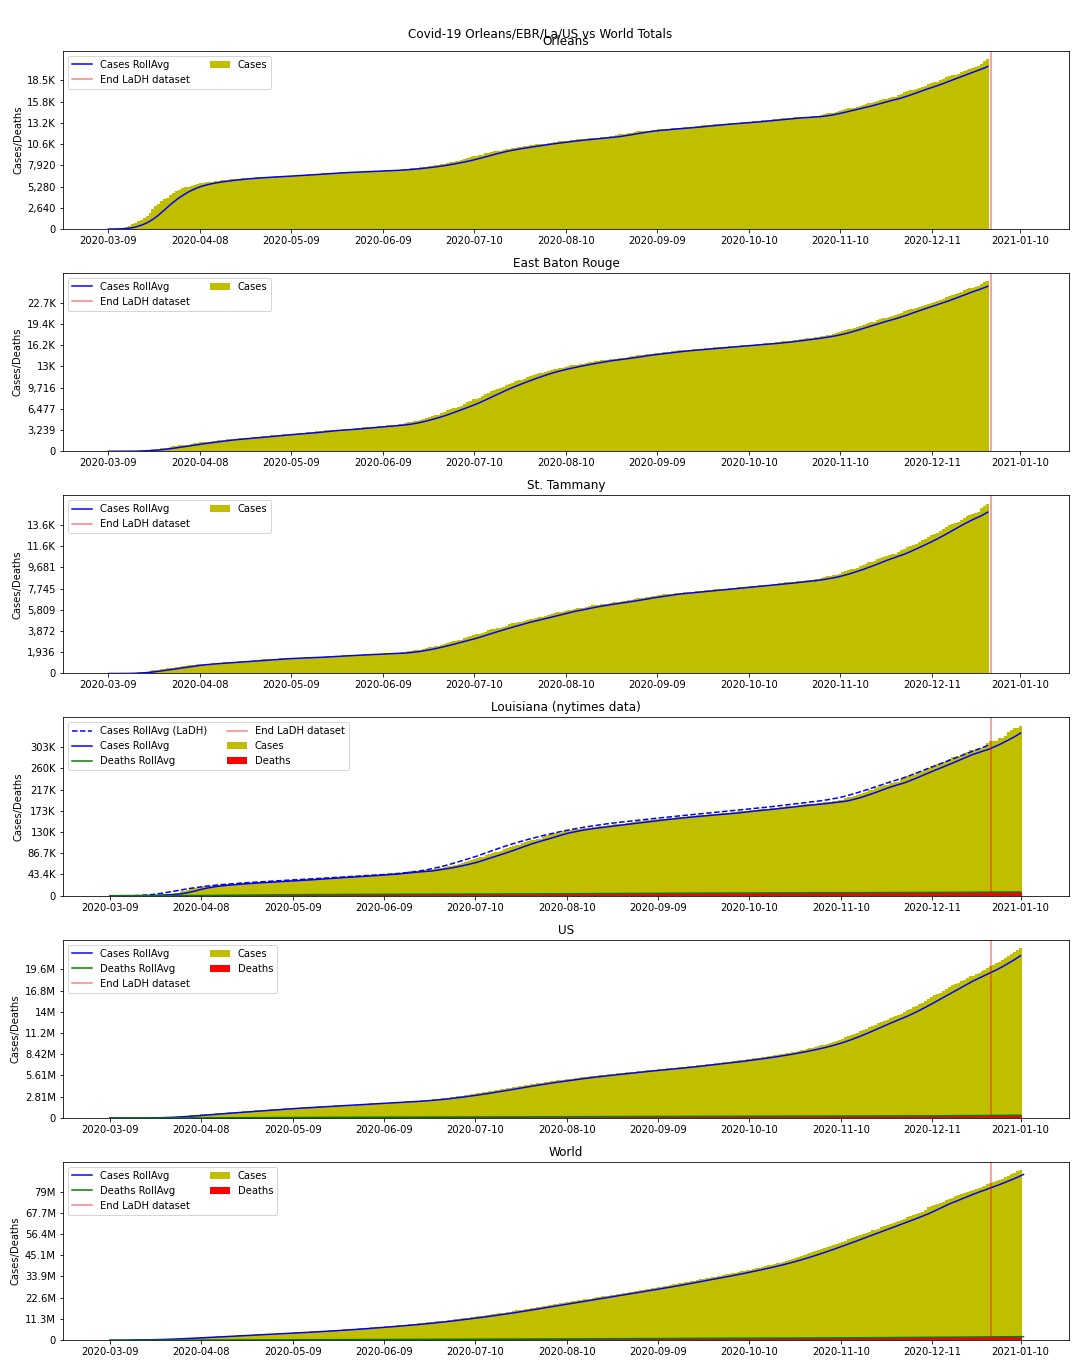 Covid-19 Orleans/EBR/La/US vs World Totals
Orleans
Cases RollAvg
End LaDH dataset
Cases
Cases/Deaths
18.5K
15.8K
13.2K
10.6K
7,920
5,280
2,640
0
2020-03-09 2020-04-08 2020-05-09 2020-06-09 2020-07-10 2020-08-10 2020-09-09 2020-10-10 2020-11-10 2020-12-11 2021-01-10
East Baton Rouge
Cases RollAvg
End LaDH dataset
Cases
Cases/Deaths
22.7K
19.4K
16.2K
13K
9,716
6,477
3,239
0
2020-03-09 2020-04-08 2020-05-09 2020-06-09 2020-07-10 2020-08-10 2020-09-09 2020-10-10 2020-11-10 2020-12-11 2021-01-10
St. Tammany
Cases RollAvg
End LaDH dataset
Cases
Cases/Deaths
13.6K
11.6K
9,681
7,745
5,809
3,872
1,936
0
2020-03-09 2020-04-08 2020-05-09 2020-06-09 2020-07-10 2020-08-10 2020-09-09 2020-10-10 2020-11-10 2020-12-11 2021-01-10
Louisiana (nytimes data)
Cases RollAvg (LaDH)
Cases RollAvg
Deaths RollAvg
End LaDH dataset
Cases
Deaths
Cases/Deaths
303K
260K
217K
173K
130K
86.7K
43.4K
0
2020-03-09 2020-04-08 2020-05-09 2020-06-09 2020-07-10 2020-08-10 2020-09-09 2020-10-10 2020-11-10 2020-12-11 2021-01-10
US
Cases RollAvg
Deaths RollAvg
End LaDH dataset
Cases
Deaths
Cases/Deaths
19.6M
16.8M
14M
11.2M
8.42M
5.61M
2.81M
0
2020-03-09 2020-04-08 2020-05-09 2020-06-09 2020-07-10 2020-08-10 2020-09-09 2020-10-10 2020-11-10 2020-12-11 2021-01-10
World
Cases RollAvg
Deaths RollAvg
End LaDH dataset
Cases
Deaths
Cases/Deaths
79M
67.7M
56.4M
45.1M
33.9M
22.6M
11.3M
0
2020-03-09 2020-04-08 2020-05-09 2020-06-09 2020-07-10 2020-08-10 2020-09-09 2020-10-10 2020-11-10 2020-12-11 2021-01-10